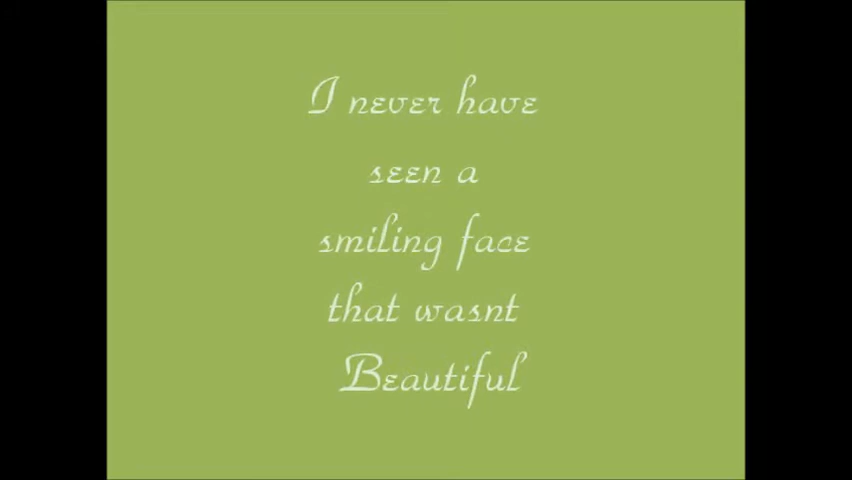 I never have
seen a
smiling face
that wasnt
Beautiful